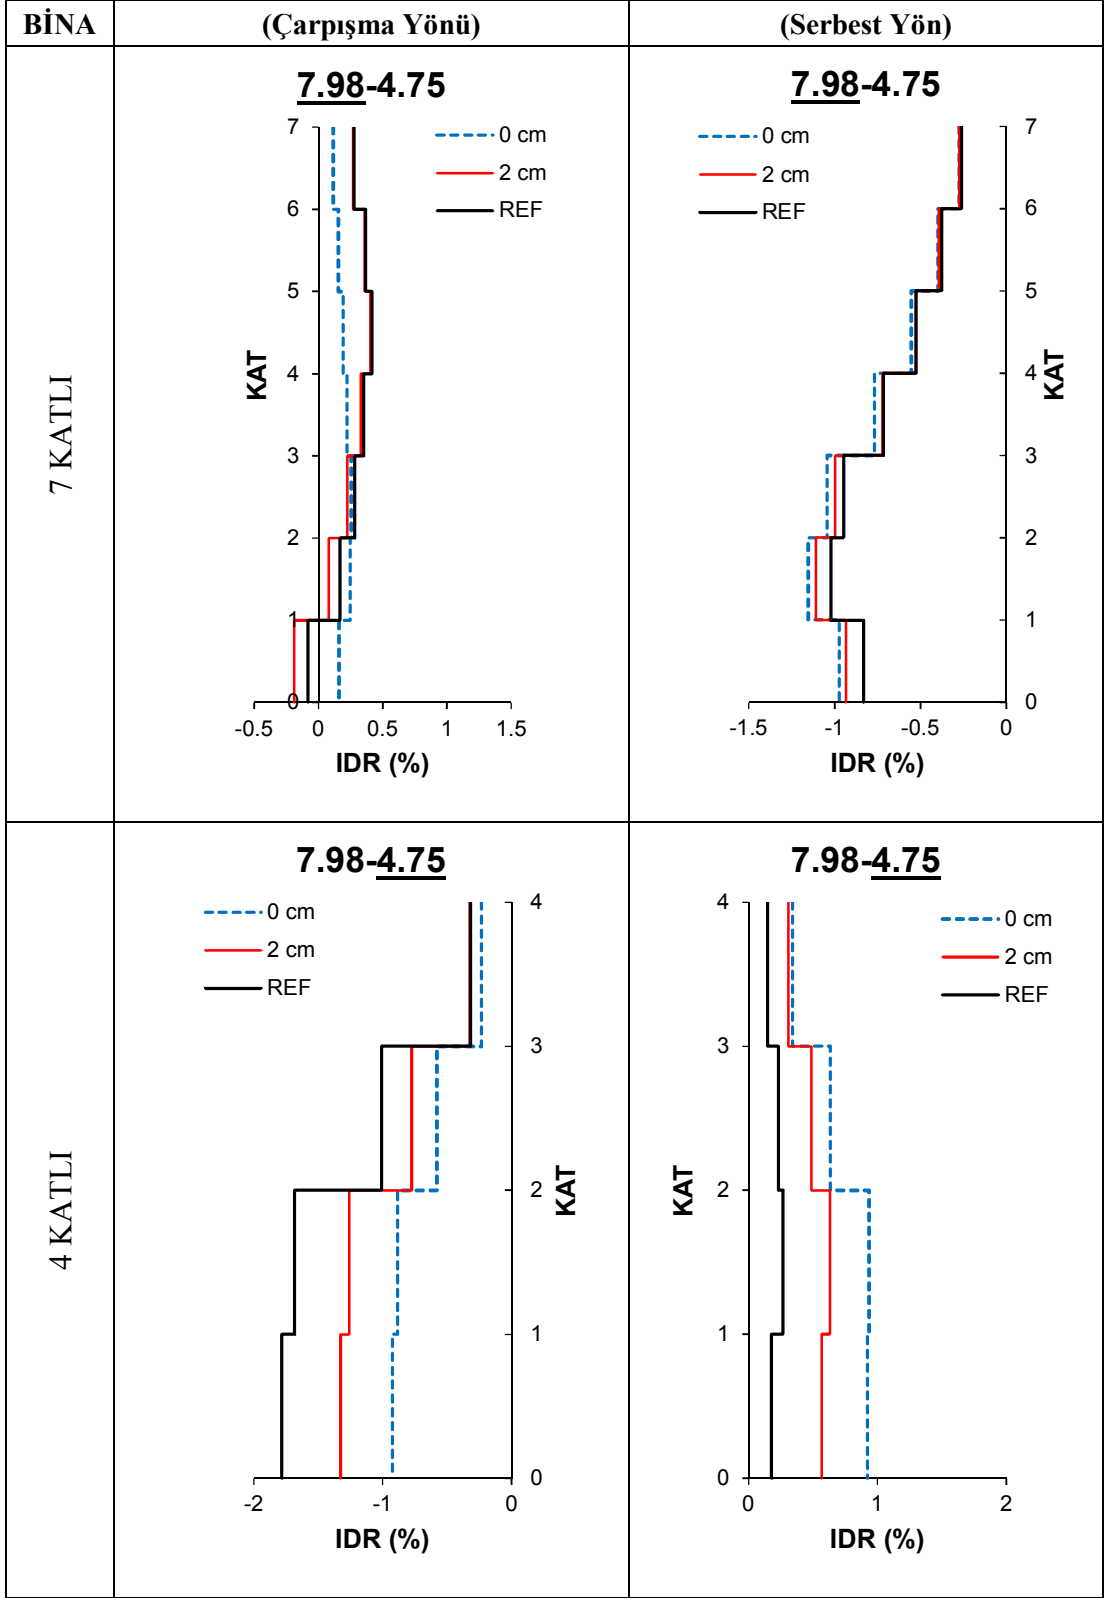 BİNA
(Çarpışma Yönü)
(Serbest Yön)
7 KATLI
7.98-4.75
0 cm
2 cm
REF
7
6
5
4
3
2
1
0
KAT
-0.5 0 0.5 1 1.5
IDR (%)
7.98-4.75
0 cm
2 cm
REF
7
6
5
4
3
2
1
0
KAT
-1.5 -1 -0.5 0
IDR (%)
4 KATLI
7.98-4.75
0 cm
2 cm
REF
4
3
2
1
0
KAT
-2 -1 0
IDR (%)
7.98-4.75
0 cm
2 cm
REF
4
3
2
1
0
KAT
0 1 2
IDR (%)